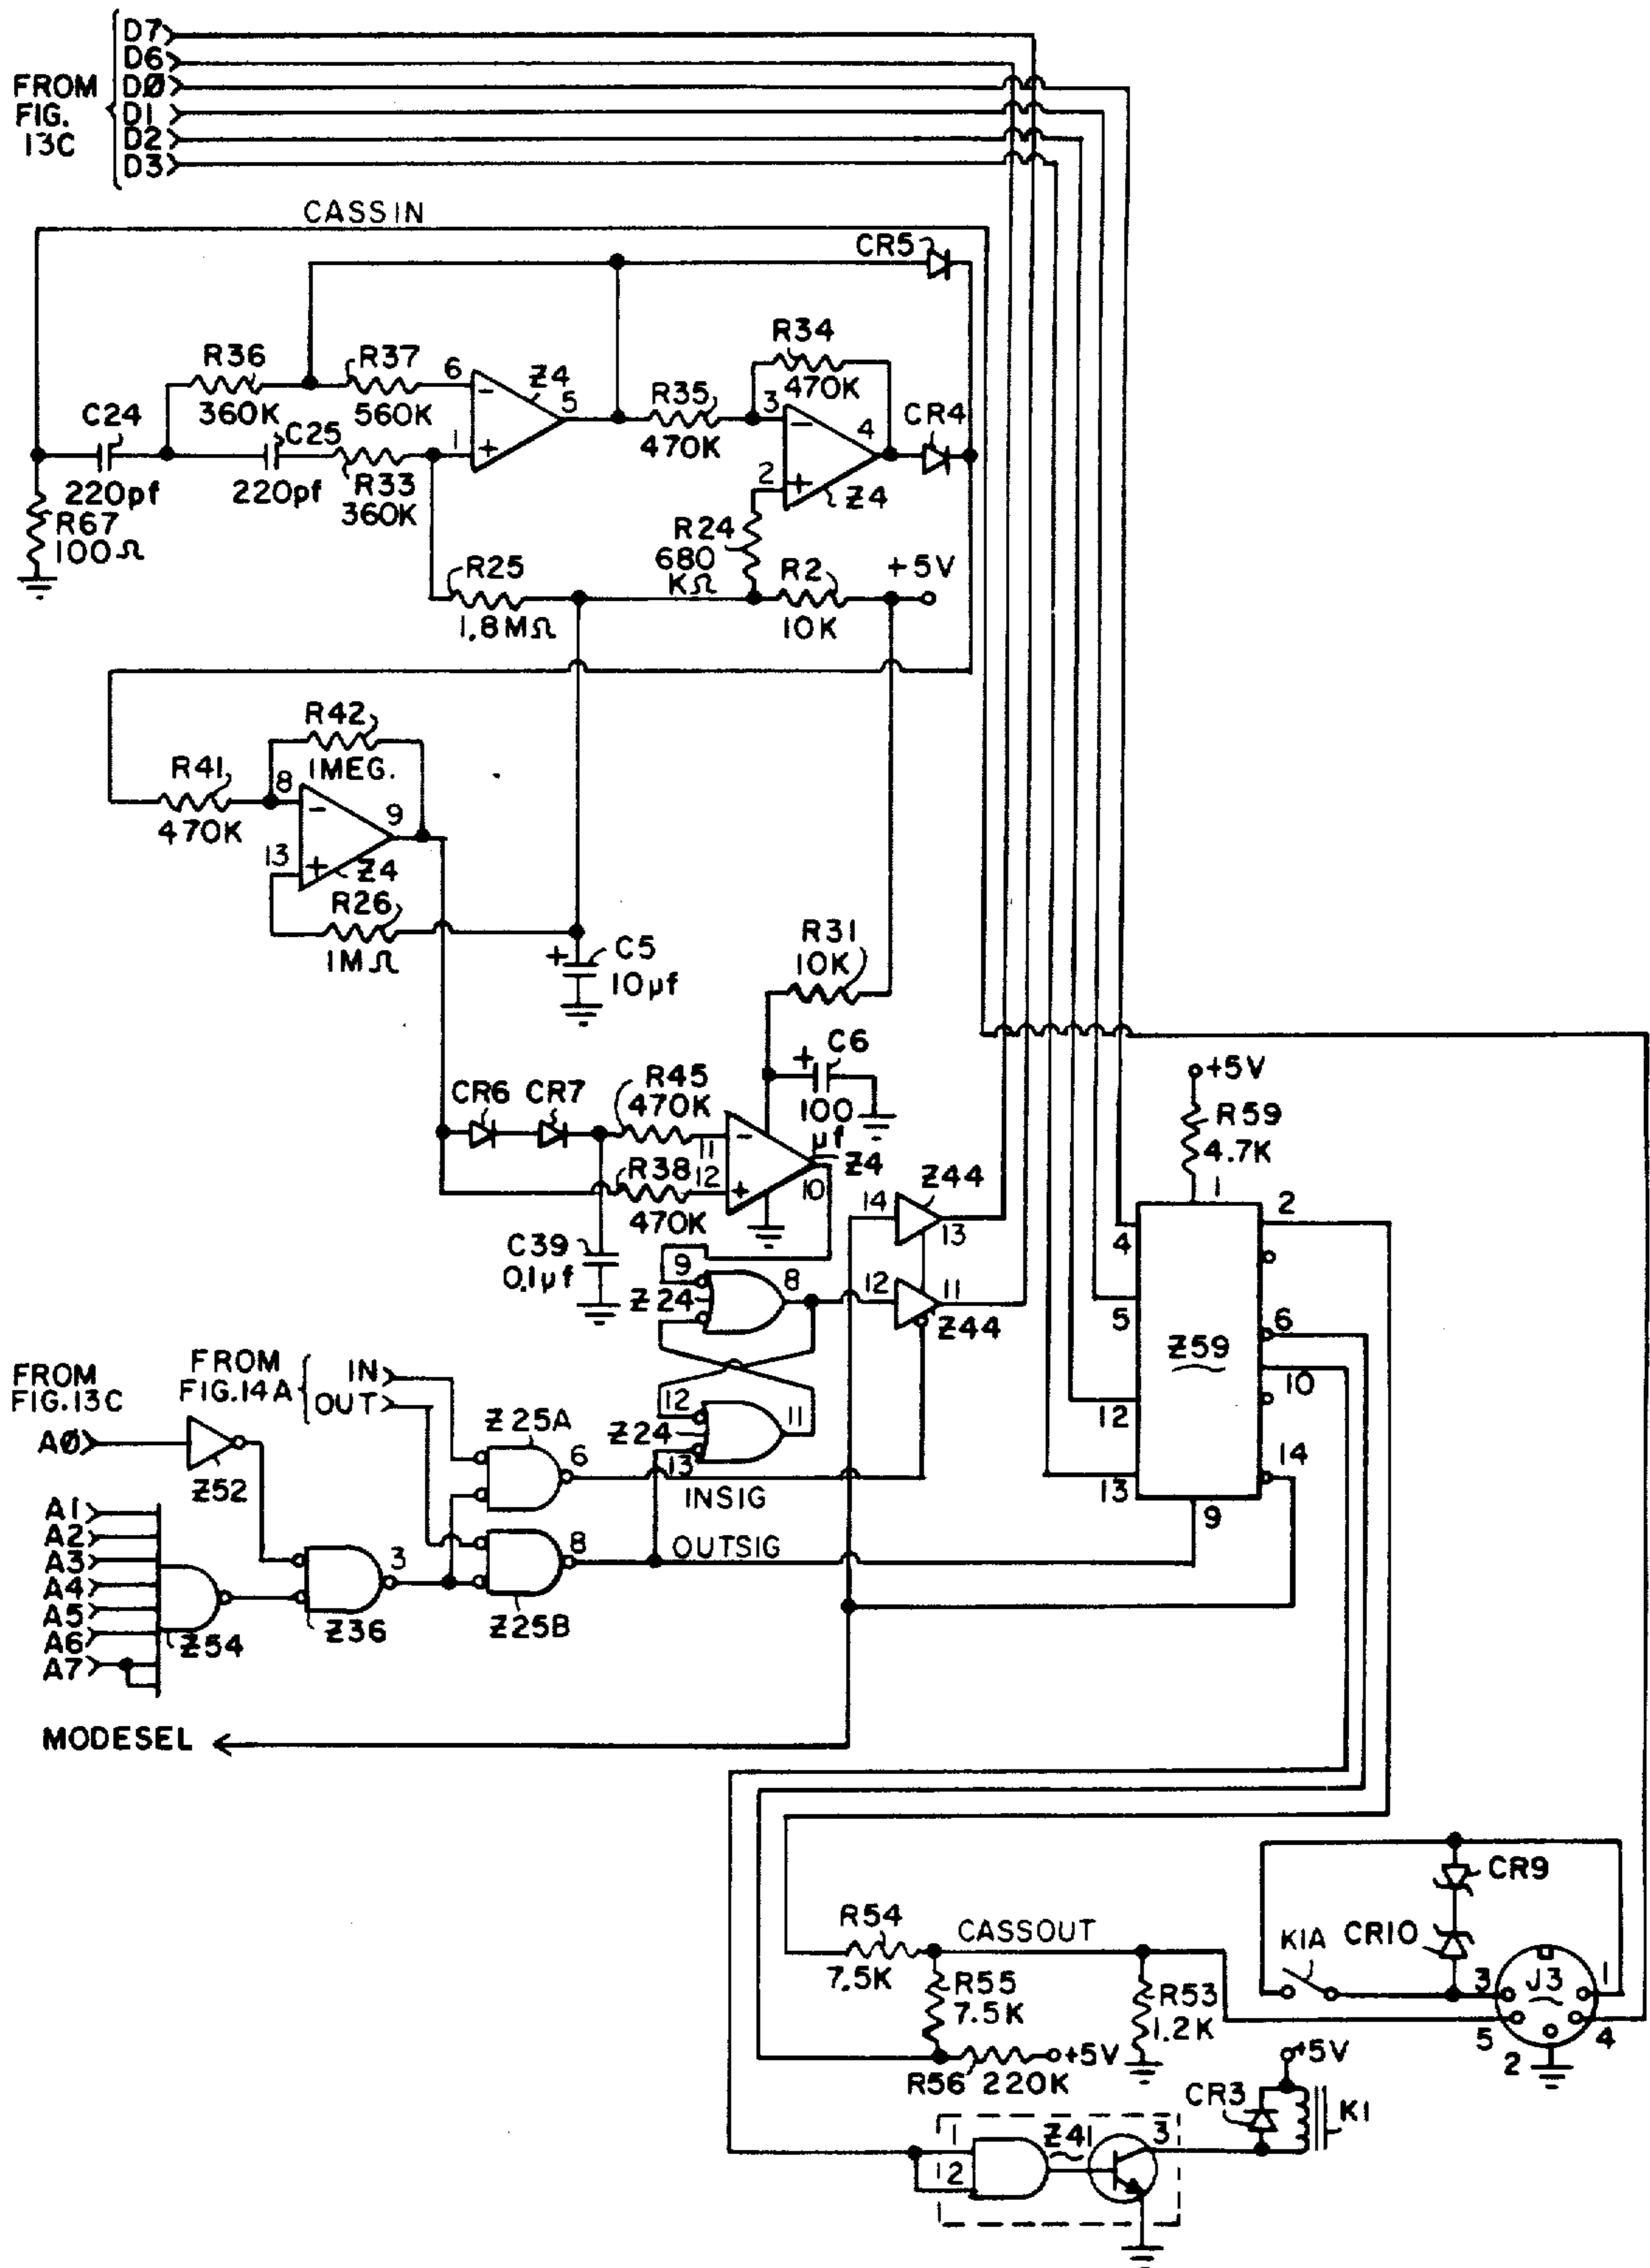 FROM FIG. 13C
D7
D6
DØ
D1
D2
D3
CASSIN
CR5
R36
360K
R37
560K
6
-
Z4
5
R34
470K
R35
470K
3
-
4
CR4
C24
220pf
C25
220pf
R33
360K
1
+
2
+
Z4
R67
100Ω
R24
680
KΩ
R2
10K
+5V
R25
1.8MΩ
R42
1MEG.
R41
470K
8
-
9
13
+
Z4
R26
1MΩ
+
C5
10µf
R31
10K
+
C6
100
µf
CR6
CR7
R45
470K
11
-
Z4
R38
470K
12
+
10
+5V
R59
4.7K
C39
0.1µf
14
Z44
13
1
2
4
9
8
Z24
12
11
Z44
5
Z59
6
10
FROM FIG.13C
FROM FIG.14A
IN
OUT
12
11
Z24
13
12
14
13
9
AØ
Z52
Z25A
6
INSIG
A1
A2
A3
A4
A5
A6
A7
Z54
3
Z36
8
OUTSIG
Z25B
MODESEL
CR9
R54
7.5K
CASSOUT
K1A
CR10
R55
7.5K
R53
1.2K
3
J3
1
5
2
4
R56 220K
+5V
+5V
CR3
K1
1
2
Z41
3